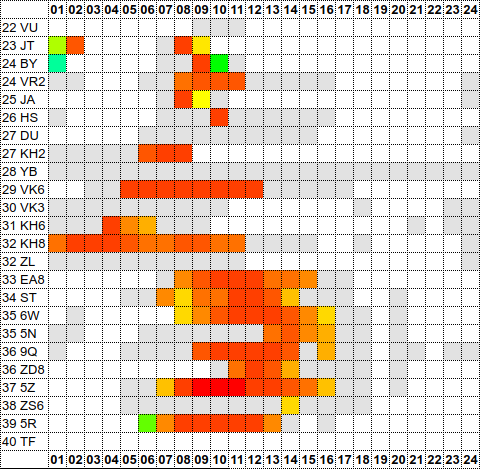 01 02 03 04 05 06 07 08 09 10 11 12 13 14 15 16 17 18 19 20 21 22 23 24
22 VU
23 JT
24 BY
24 VR2
25 JA
26 HS
27 DU
27 KH2
28 YB
29 VK6
30 VK3
31 KH6
32 KH8
32 ZL
33 EA8
34 ST
35 6W
35 5N
36 9Q
36 ZD8
37 5Z
38 ZS6
39 5R
40 TF
01 02 03 04 05 06 07 08 09 10 11 12 13 14 15 16 17 18 19 20 21 22 23 24